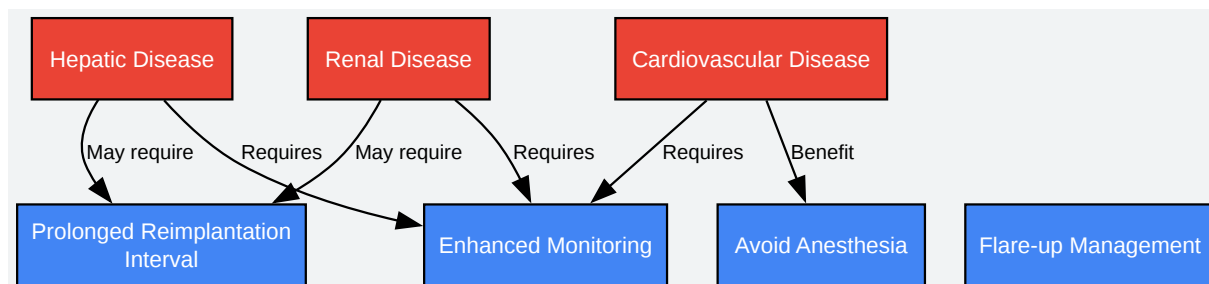 Hepatic Disease
Renal Disease
Cardiovascular Disease
May require
Requires
May require
Requires
Requires
Benefit
Prolonged Reimplantation
Interval
Enhanced Monitoring
Avoid Anesthesia
Flare-up Management